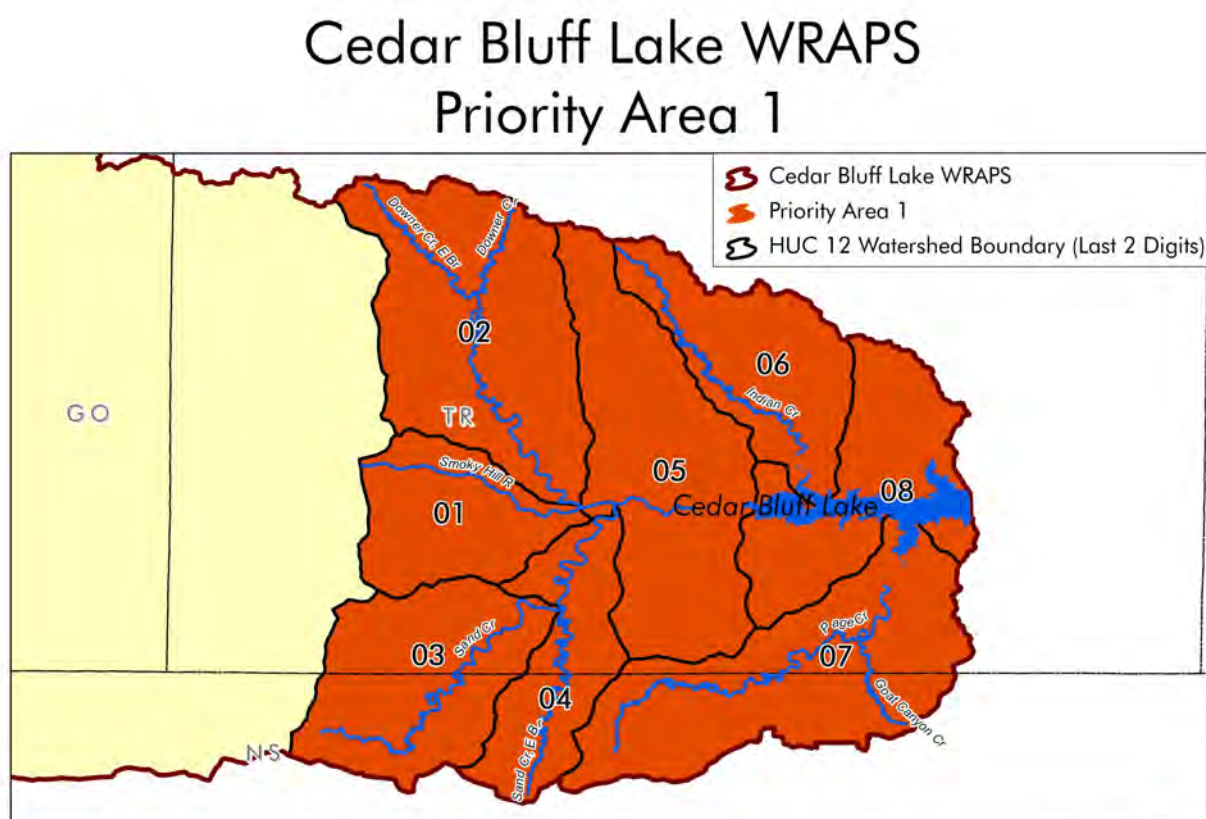 Cedar Bluff Lake WRAPS
Priority Area 1
Cedar Bluff Lake WRAPS
Priority Area 1
HUC 12 Watershed Boundary (Last 2 Digits)
Downer Cr, E Br
Downer Cr
02
06
Indian Cr
GO
TR
Smoky Hill R
05
01
Cedar Bluff Lake
08
Sand Cr
03
Page Cr
07
04
Goat Canyon Cr
NS
Sand Cr, E Br